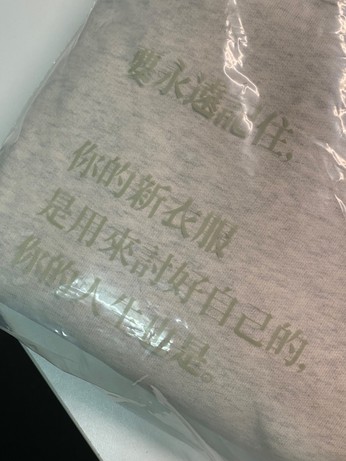 要永遠記住,
你的新衣服
是用來討好自己的,
你的人生也是。